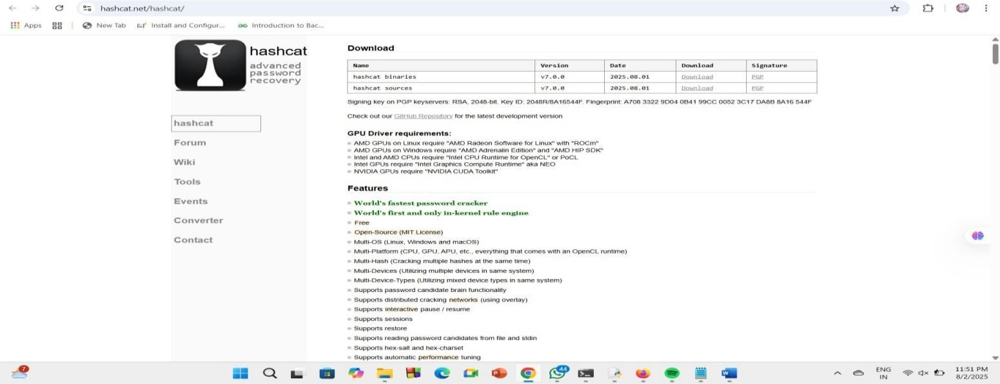 hashcat.net/hashcat/
Apps
New Tab
Install and Configur...
Introduction to Bac...
hashcat
advanced
password
recovery
hashcat
Forum
Wiki
Tools
Events
Converter
Contact
Download
Name Version Date Download Signature
hashcat binaries v7.0.0 2025.08.01 Download PGP
hashcat sources v7.0.0 2025.08.01 Download PGP
Signing key on PGP keyservers: RSA, 2048-bit. Key ID: 2048R/8A16544F. Fingerprint: A708 3322 9D04 0B41 99CC 0052 3C17 DA8B 8A16 544F
Check out our GitHub Repository for the latest development version
GPU Driver requirements:
AMD GPUs on Linux require "AMD Radeon Software for Linux" with "ROCm"
AMD GPUs on Windows require "AMD Adrenalin Edition" and "AMD HIP SDK"
Intel and AMD CPUs require "Intel CPU Runtime for OpenCL" or PoCL
Intel GPUs require "Intel Graphics Compute Runtime" aka NEO
NVIDIA GPUs require "NVIDIA CUDA Toolkit"
Features
World's fastest password cracker
World's first and only in-kernel rule engine
Free
Open-Source (MIT License)
Multi-OS (Linux, Windows and macOS)
Multi-Platform (CPU, GPU, APU, etc., everything that comes with an OpenCL runtime)
Multi-Hash (Cracking multiple hashes at the same time)
Multi-Devices (Utilizing multiple devices in same system)
Multi-Device-Types (Utilizing mixed device types in same system)
Supports password candidate brain functionality
Supports distributed cracking networks (using overlay)
Supports interactive pause / resume
Supports sessions
Supports restore
Supports reading password candidates from file and stdin
Supports hex-salt and hex-charset
Supports automatic performance tuning
7
44
ENG
IN
11:51 PM
8/2/2025